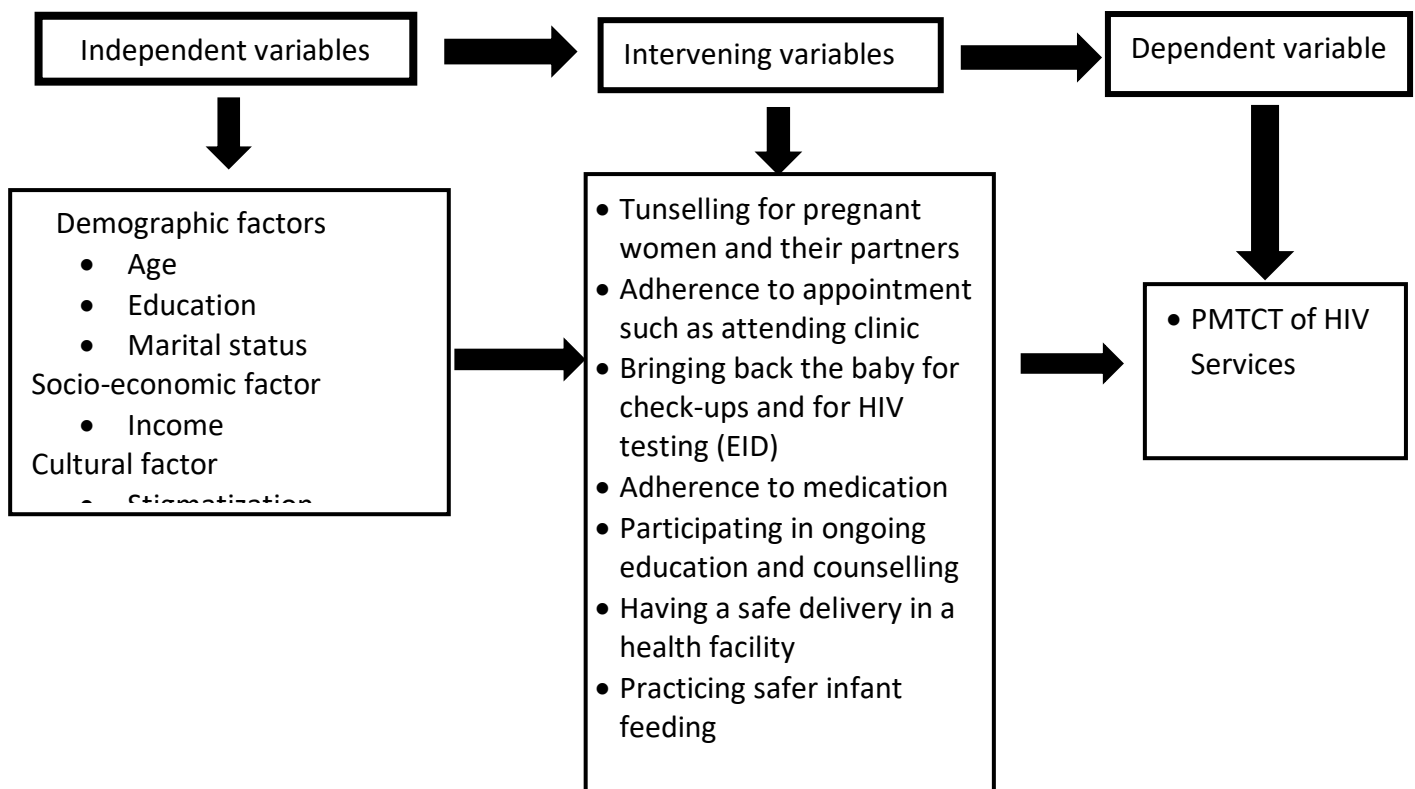 Independent variables
Intervening variables
Dependent variable
Demographic factors
• Age
• Education
• Marital status
Socio-economic factor
• Income
Cultural factor
• Stigmatization
• Tunselling for pregnant
women and their partners
• Adherence to appointment
such as attending clinic
• Bringing back the baby for
check-ups and for HIV
testing (EID)
• Adherence to medication
• Participating in ongoing
education and counselling
• Having a safe delivery in a
health facility
• Practicing safer infant
feeding
• PMTCT of HIV
Services